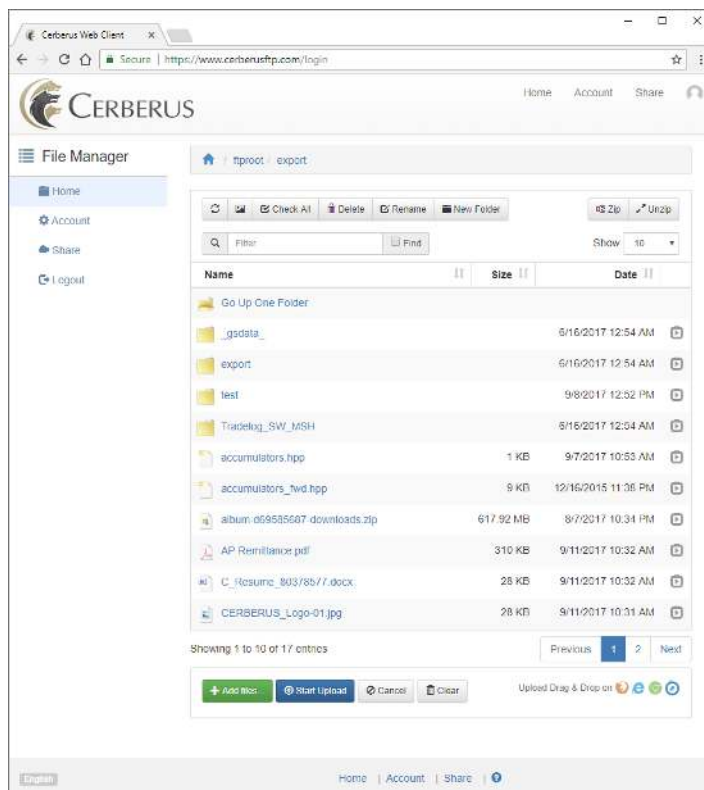 Cerberus Web Client
Secure | https://www.cerberusftp.com/login
CERBERUS
Home Account Share
File Manager
/ ftproot / export
Home
Account
Share
Logout
Check All Delete Rename New Folder Zip Unzip
Filter Find Show 10
Name Size Date
Go Up One Folder
_gsdata_ 6/16/2017 12:54 AM
export 6/16/2017 12:54 AM
test 9/8/2017 12:52 PM
Tradelog_SW_MSH 6/16/2017 12:54 AM
accumulators.hpp 1 KB 9/7/2017 10:53 AM
accumulators_fwd.hpp 9 KB 12/16/2015 11:38 PM
album-d69585687-downloads.zip 617.92 MB 8/7/2017 10:34 PM
AP Remittance.pdf 310 KB 9/11/2017 10:32 AM
C_Resume_80378577.docx 28 KB 9/11/2017 10:32 AM
CERBERUS_Logo-01.jpg 28 KB 9/11/2017 10:31 AM
Showing 1 to 10 of 17 entries Previous 1 2 Next
Add files... Start Upload Cancel Clear Upload Drag & Drop on
English Home | Account | Share |